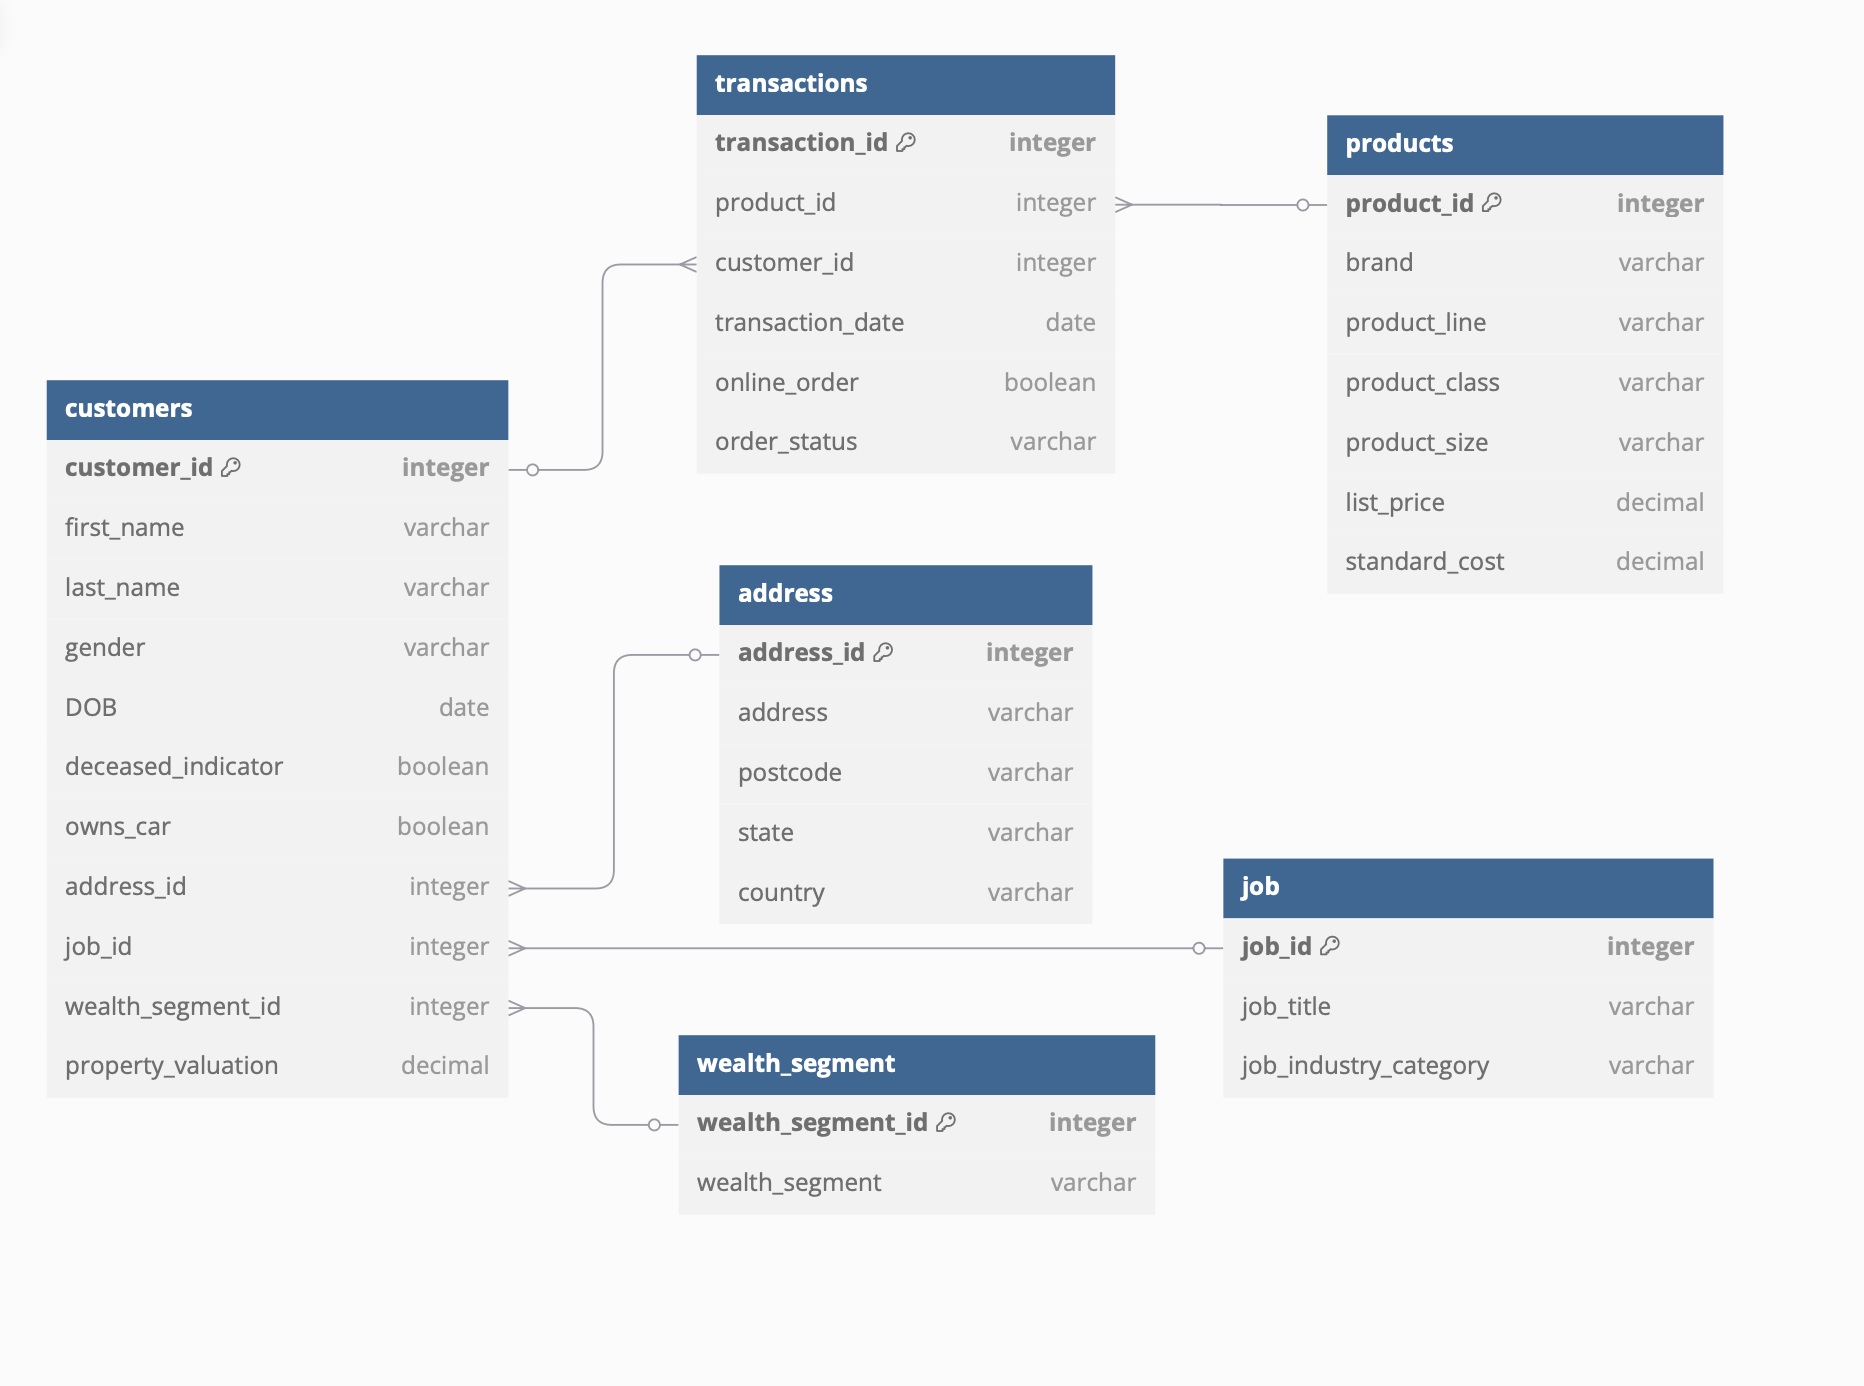 transactions
transaction_id integer
product_id integer
customer_id integer
transaction_date date
online_order boolean
order_status varchar
products
product_id integer
brand varchar
product_line varchar
product_class varchar
product_size varchar
list_price decimal
standard_cost decimal
customers
customer_id integer
first_name varchar
last_name varchar
gender varchar
DOB date
deceased_indicator boolean
owns_car boolean
address_id integer
job_id integer
wealth_segment_id integer
property_valuation decimal
address
address_id integer
address varchar
postcode varchar
state varchar
country varchar
job
job_id integer
job_title varchar
job_industry_category varchar
wealth_segment
wealth_segment_id integer
wealth_segment varchar